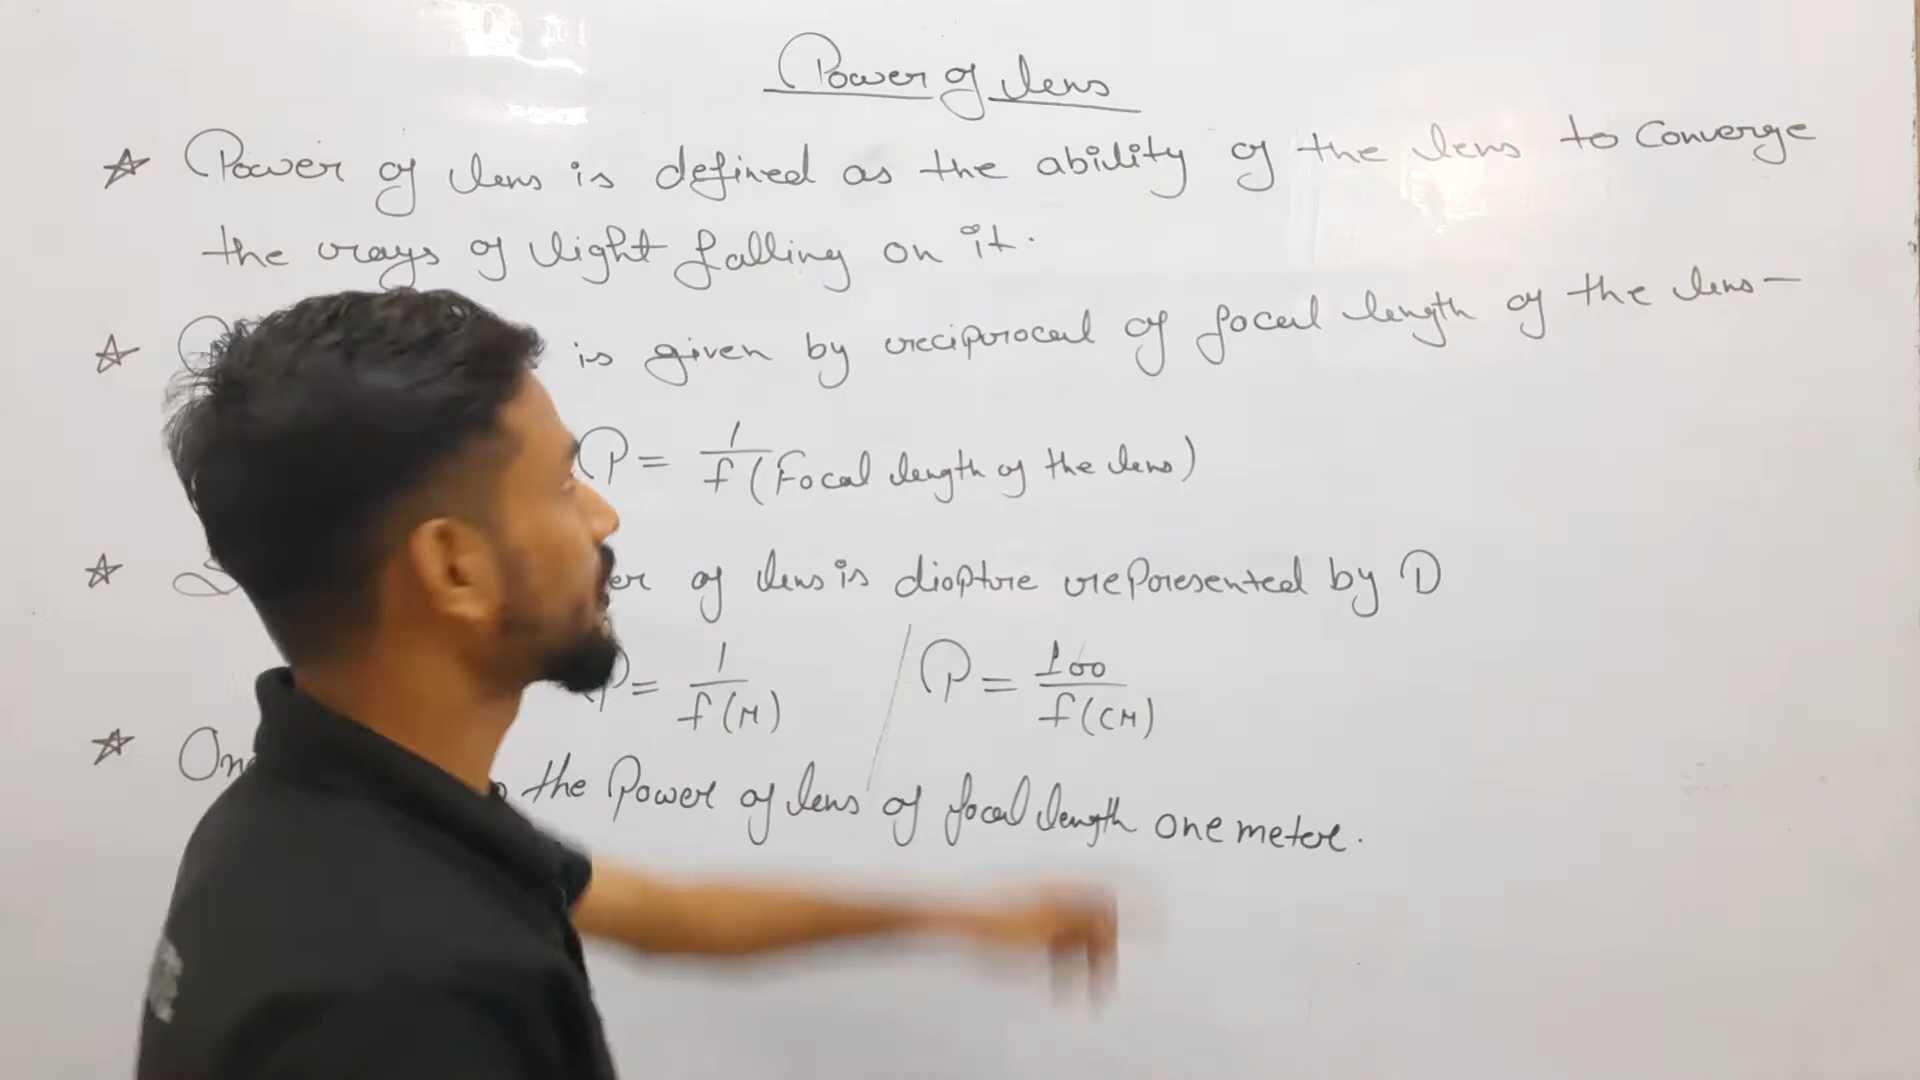 Power of lens
☆ Power of lens is defined as the ability of the lens to converge
the rays of light falling on it.
☆ is given by reciprocal of focal length of the lens-
P = 1/f (Focal length of the lens)
☆ of lens is dioptre rePoresented by D
P = 1/f(M) / P = 100/f(CM)
☆ the Power of lens of focal length one meter.